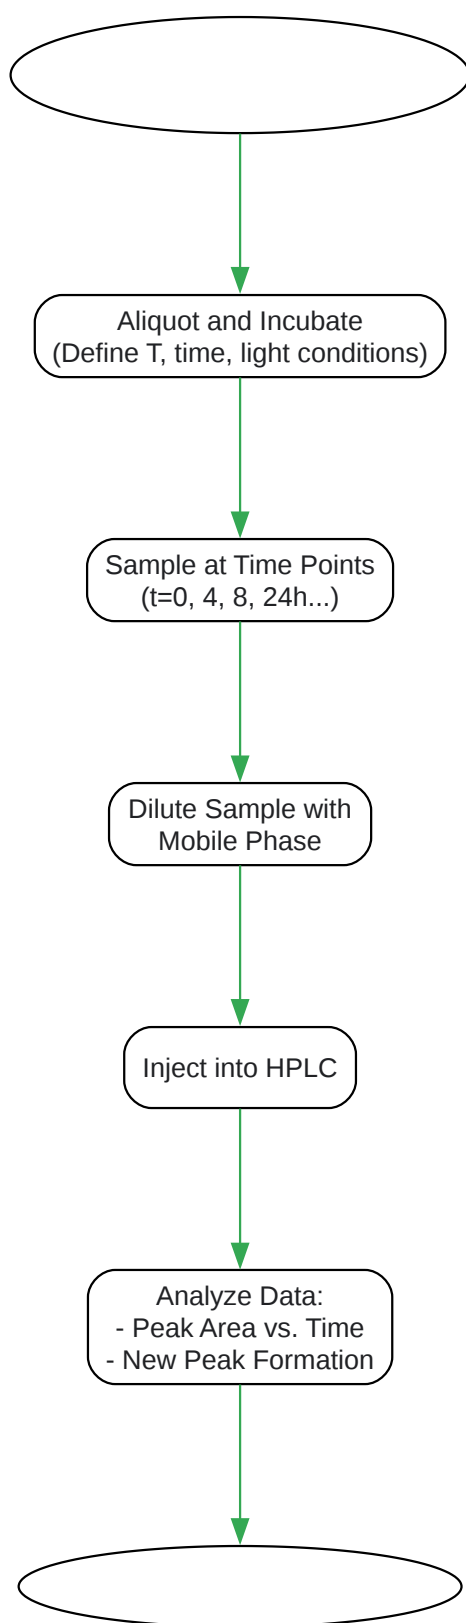 Aliquot and Incubate
(Define T, time, light conditions)
Sample at Time Points
(t=0, 4, 8, 24h...)
Dilute Sample with
Mobile Phase
Inject into HPLC
Analyze Data:
- Peak Area vs. Time
- New Peak Formation